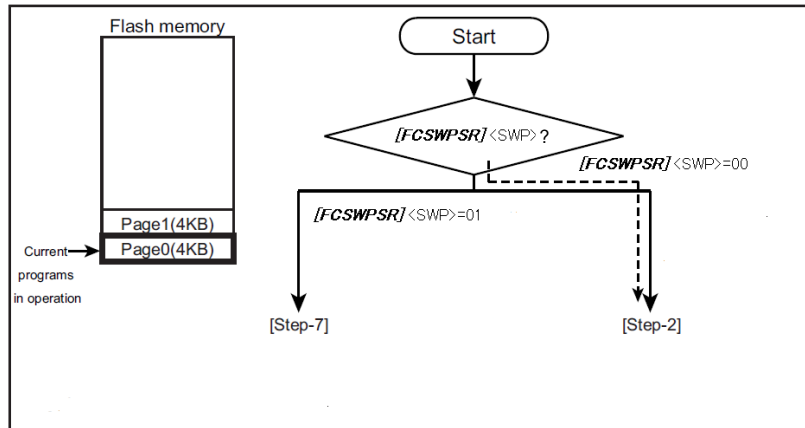 Flash memory
Start
[FCSWPSR]<SWP>?
[FCSWPSR]<SWP>=00
[FCSWPSR]<SWP>=01
Page1(4KB)
Page0(4KB)
Current
programs
in operation
[Step-7]
[Step-2]